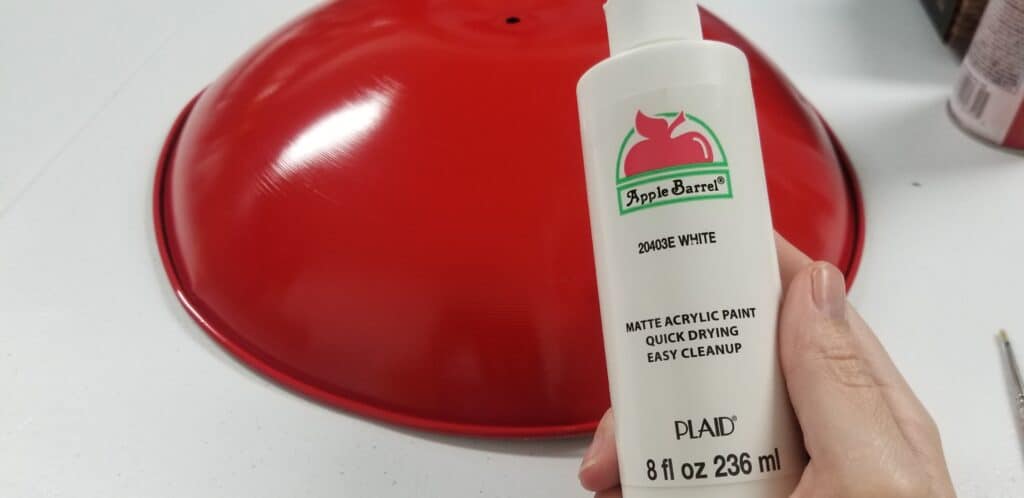 Apple Barrel®
20403E WHITE
MATTE ACRYLIC PAINT
QUICK DRYING
EASY CLEANUP
PLAID®
8 fl oz 236 ml